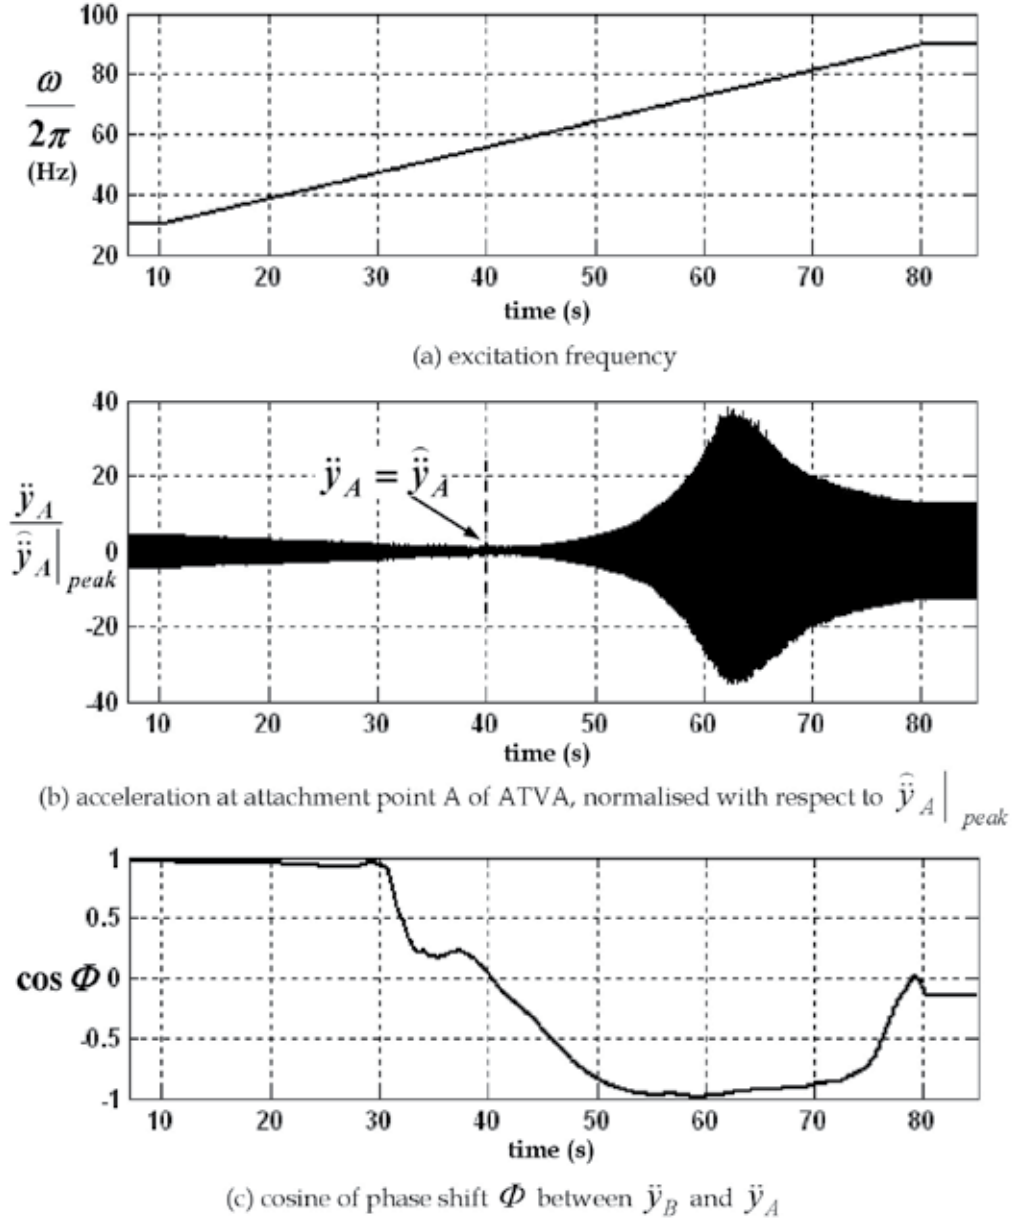 100
80
60
40
20
ω
2π
(Hz)
10 20 30 40 50 60 70 80
time (s)
(a) excitation frequency
40
20
0
-20
-40
ÿ_A
ÿ̂_A|_peak
ÿ_A = ÿ̂_A
10 20 30 40 50 60 70 80
time (s)
(b) acceleration at attachment point A of ATVA, normalised with respect to ÿ̂_A|_peak
1
0.5
0
-0.5
-1
cos Φ
10 20 30 40 50 60 70 80
time (s)
(c) cosine of phase shift Φ between ÿ_B and ÿ_A